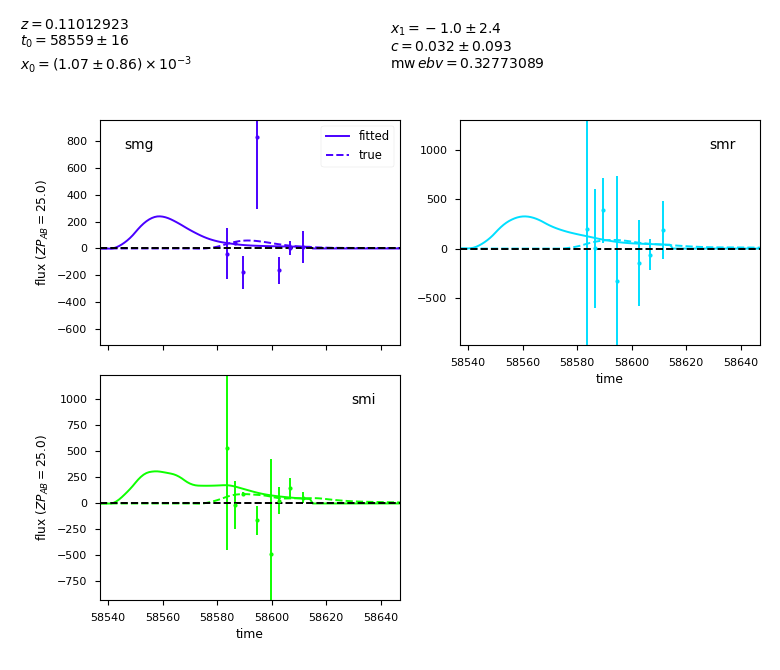 z = 0.11012923
t₀ = 58559 ± 16
x₀ = (1.07 ± 0.86) × 10⁻³
x₁ = −1.0 ± 2.4
c = 0.032 ± 0.093
mw ebv = 0.32773089
smg
fitted
true
800
600
400
200
0
−200
−400
−600
flux (ZP_AB = 25.0)
smr
1000
500
0
−500
58540 58560 58580 58600 58620 58640
time
smi
1000
750
500
250
0
−250
−500
−750
flux (ZP_AB = 25.0)
58540 58560 58580 58600 58620 58640
time